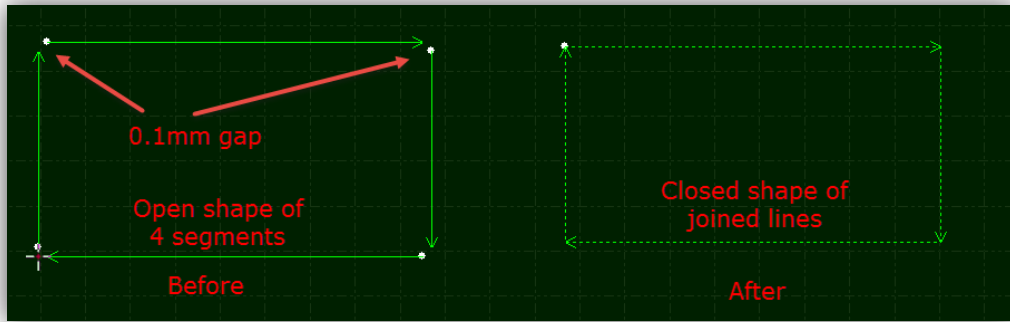 0.1mm gap
Open shape of
4 segments
Before
Closed shape of
joined lines
After